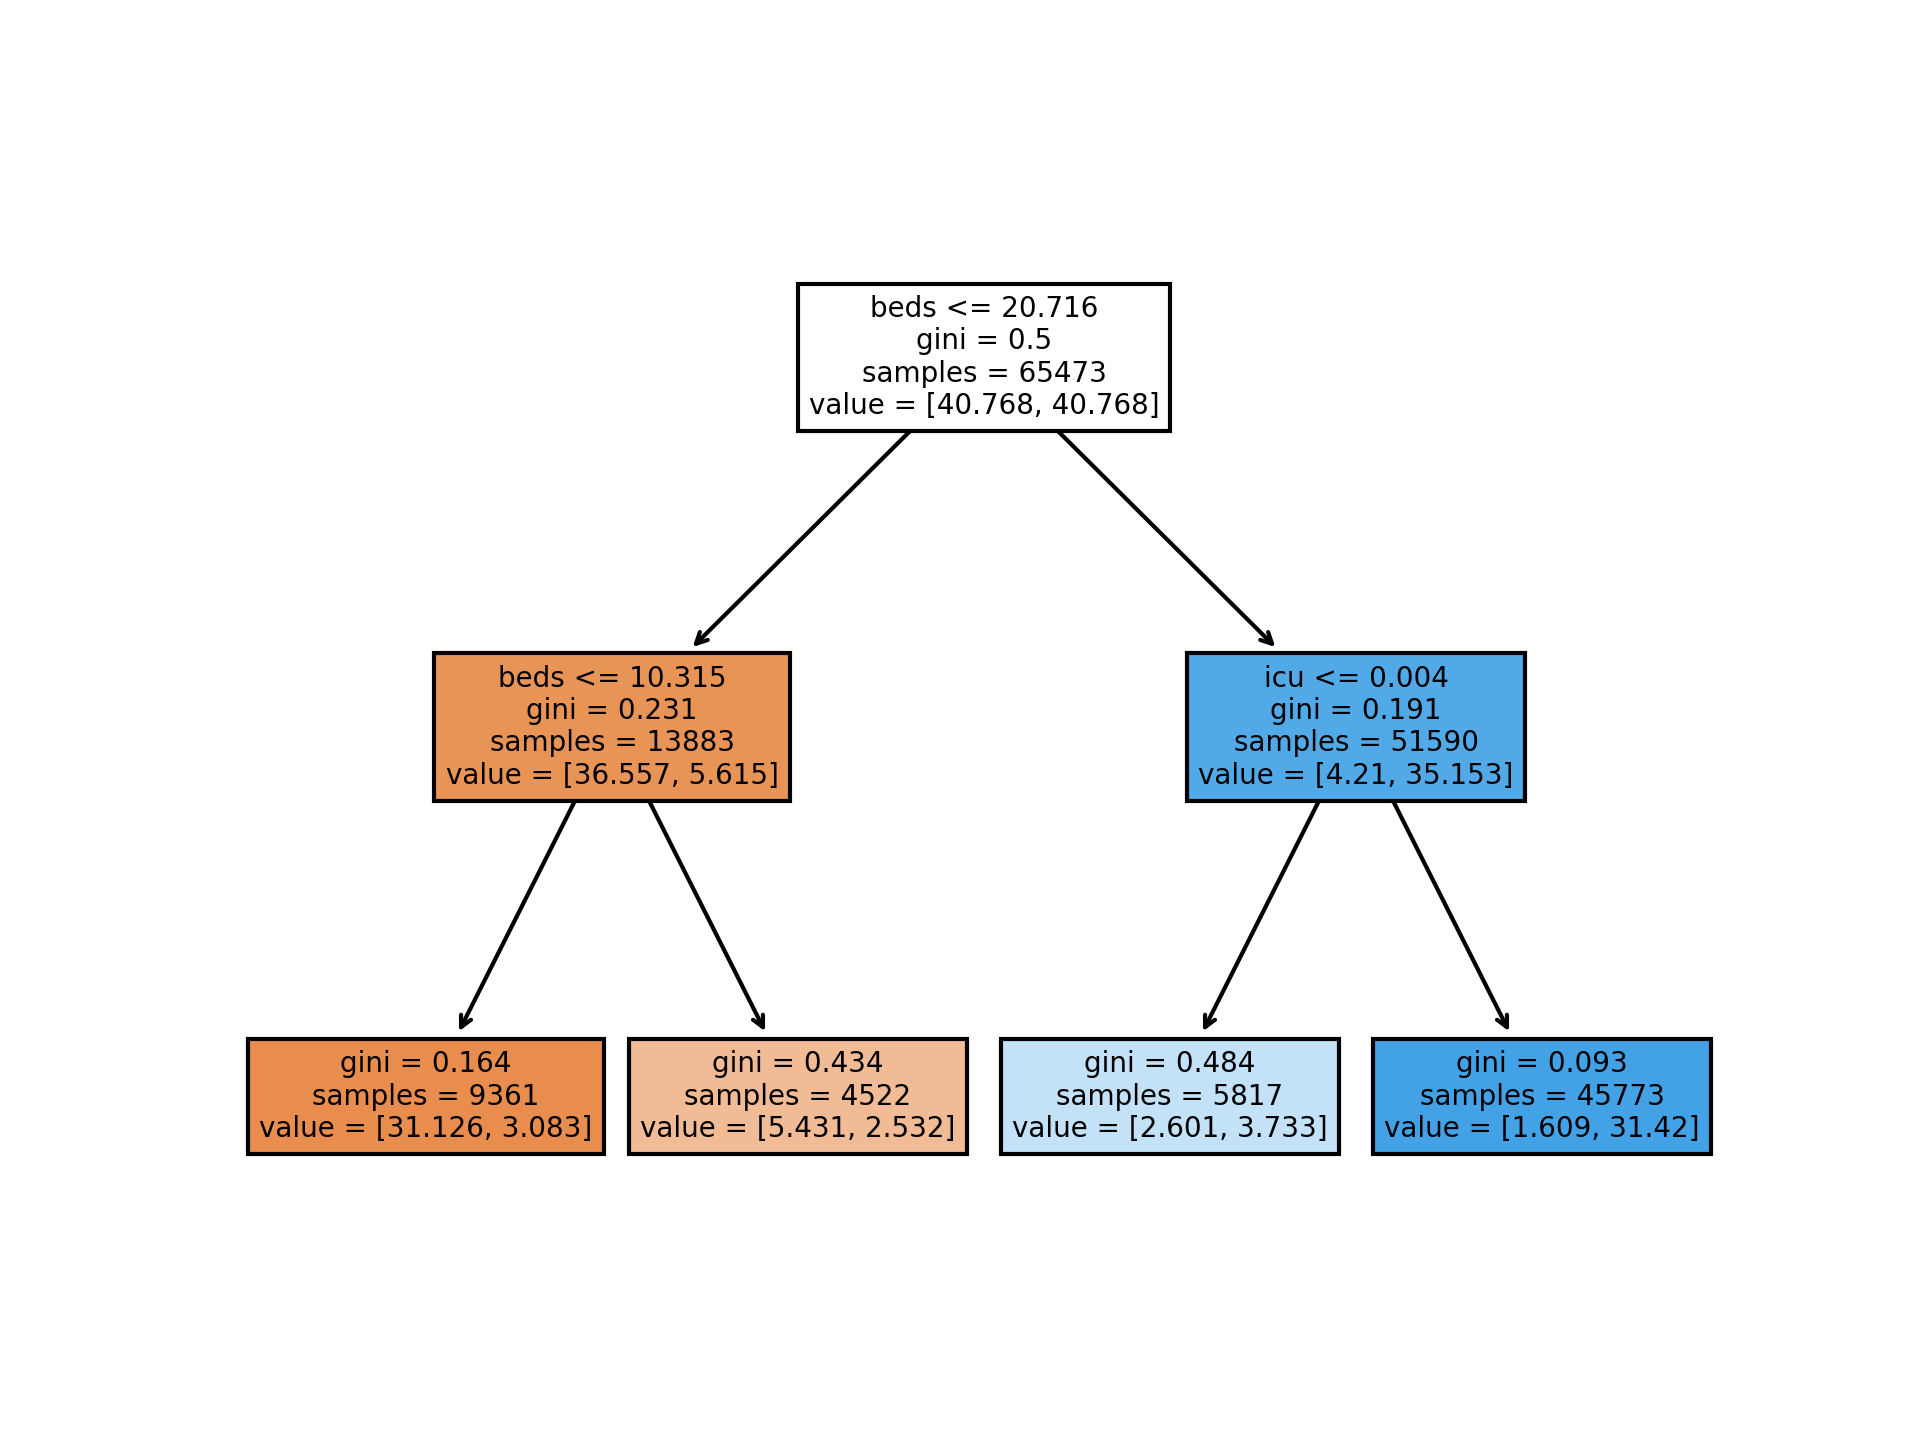 beds <= 20.716
gini = 0.5
samples = 65473
value = [40.768, 40.768]
beds <= 10.315
gini = 0.231
samples = 13883
value = [36.557, 5.615]
icu <= 0.004
gini = 0.191
samples = 51590
value = [4.21, 35.153]
gini = 0.164
samples = 9361
value = [31.126, 3.083]
gini = 0.434
samples = 4522
value = [5.431, 2.532]
gini = 0.484
samples = 5817
value = [2.601, 3.733]
gini = 0.093
samples = 45773
value = [1.609, 31.42]